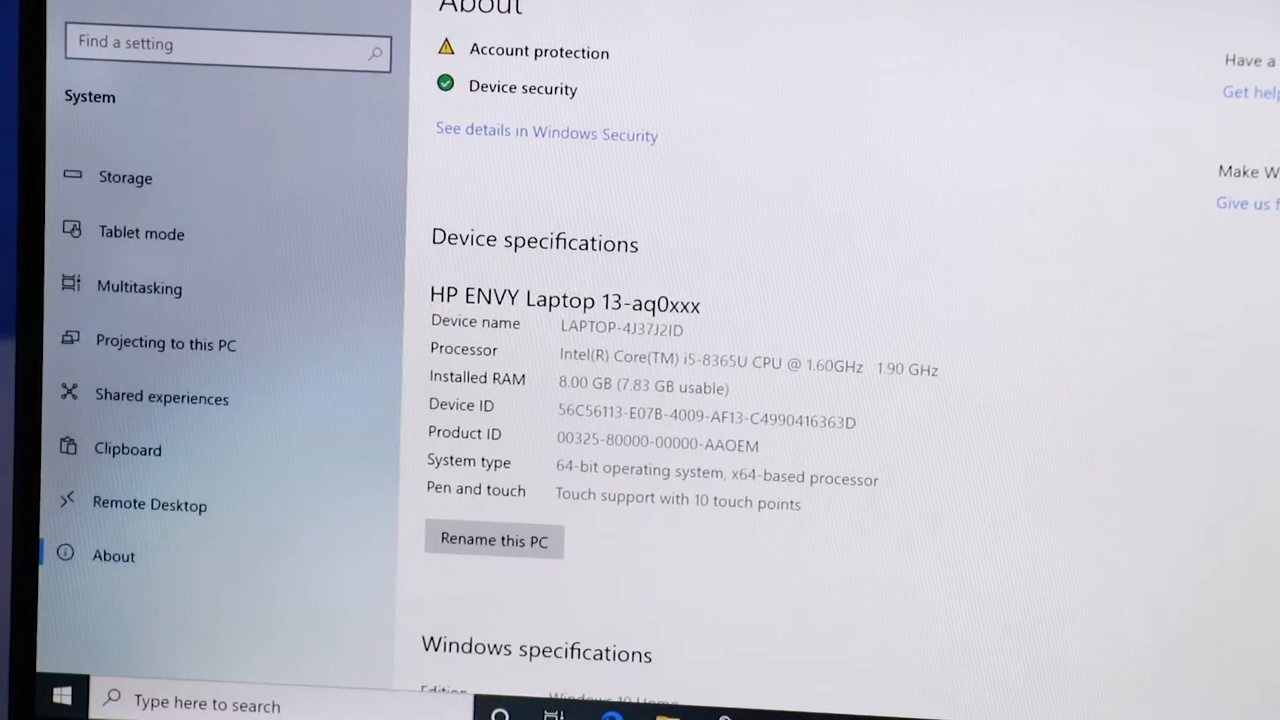 About
Find a setting
Account protection
Device security
See details in Windows Security
Have a
Get help
Make W
Give us f
System
Storage
Tablet mode
Multitasking
Projecting to this PC
Shared experiences
Clipboard
Remote Desktop
About
Device specifications
HP ENVY Laptop 13-aq0xxx
Device name LAPTOP-4J37J2ID
Processor Intel(R) Core(TM) i5-8365U CPU @ 1.60GHz 1.90 GHz
Installed RAM 8.00 GB (7.83 GB usable)
Device ID 56C56113-E07B-4009-AF13-C4990416363D
Product ID 00325-80000-00000-AAOEM
System type 64-bit operating system, x64-based processor
Pen and touch Touch support with 10 touch points
Rename this PC
Windows specifications
Edition Windows 10 Home
Type here to search